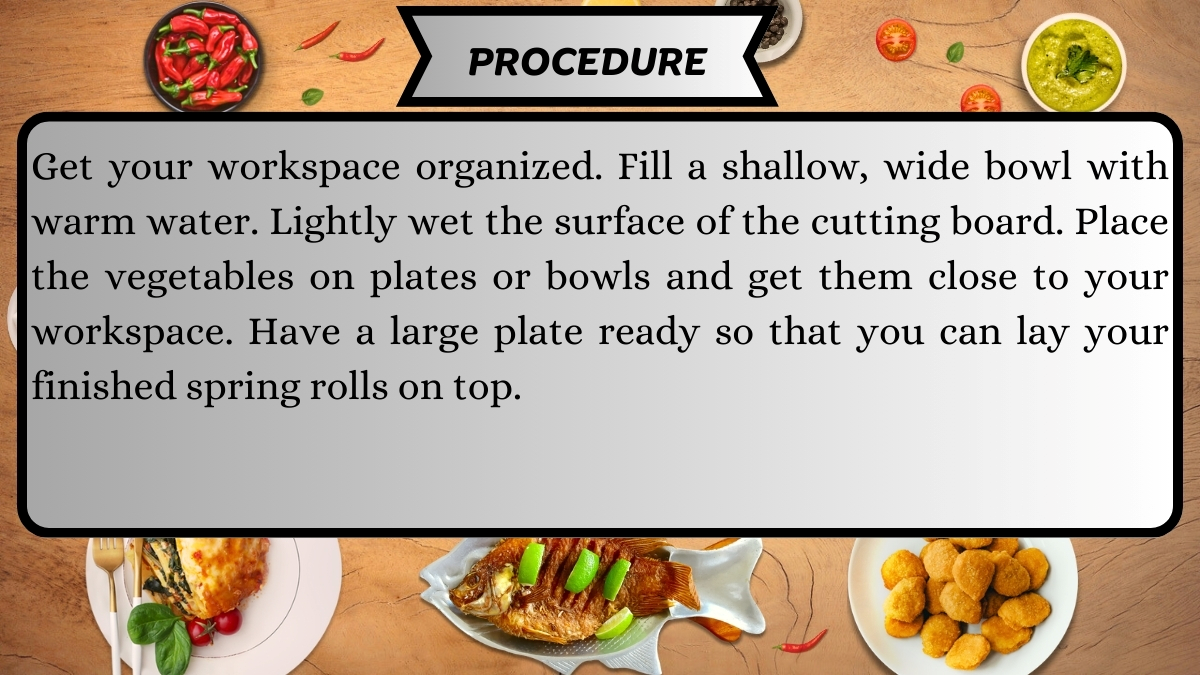 PROCEDURE
Get your workspace organized. Fill a shallow, wide bowl with
warm water. Lightly wet the surface of the cutting board. Place
the vegetables on plates or bowls and get them close to your
workspace. Have a large plate ready so that you can lay your
finished spring rolls on top.